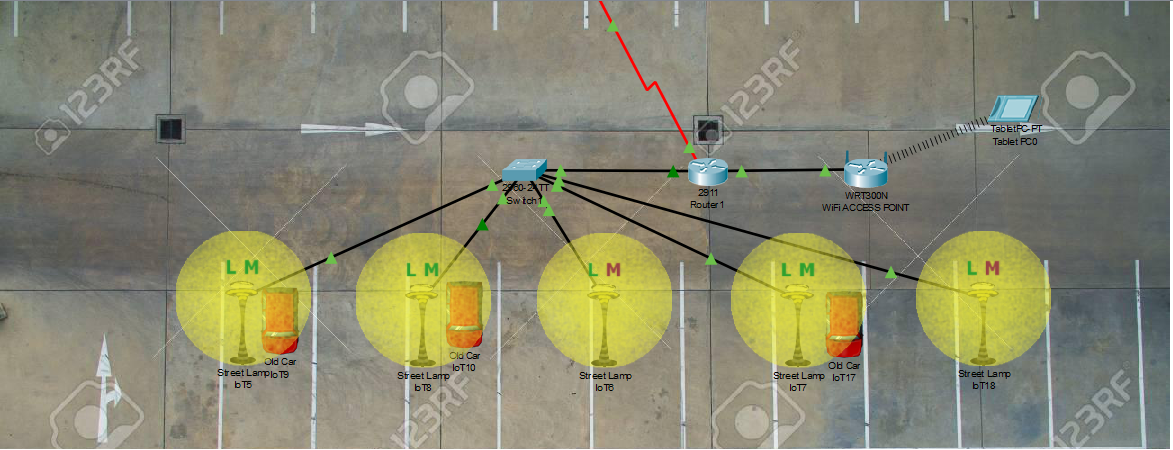 123RF
123RF
123RF
TabletPC-PT
Tablet PC0
2960-24TT
Switch1
2911
Router1
WRT300N
WiFi ACCESS POINT
L M
L M
L M
L M
L M
Old Car
IoT9
Street Lamp
IoT5
Old Car
IoT10
Street Lamp
IoT8
Street Lamp
IoT6
Old Car
IoT17
Street Lamp
IoT7
Street Lamp
IoT18
123RF
123RF
123RF